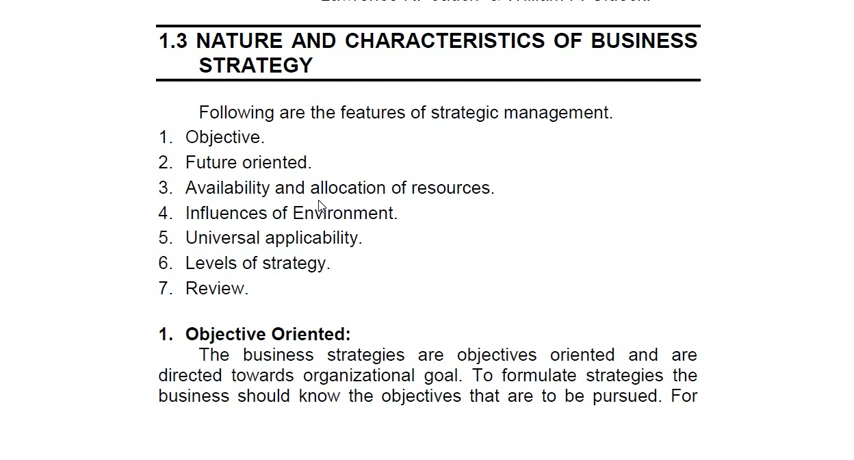 1.3 NATURE AND CHARACTERISTICS OF BUSINESS
STRATEGY
Following are the features of strategic management.
1. Objective.
2. Future oriented.
3. Availability and allocation of resources.
4. Influences of Environment.
5. Universal applicability.
6. Levels of strategy.
7. Review.
1. Objective Oriented:
The business strategies are objectives oriented and are
directed towards organizational goal. To formulate strategies the
business should know the objectives that are to be pursued. For